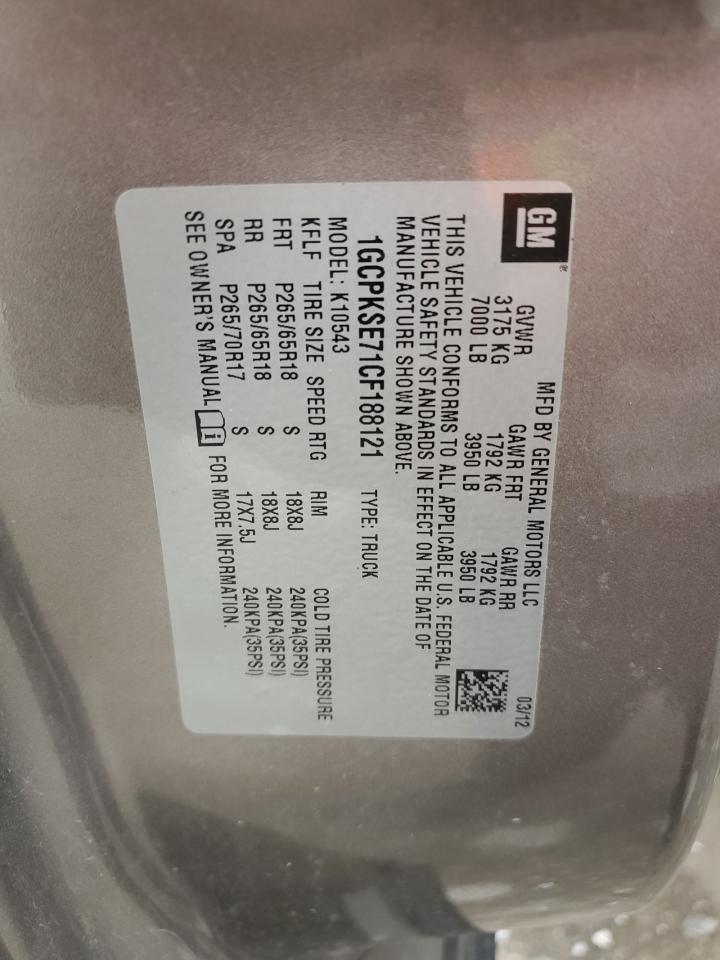 GM®
MFD BY GENERAL MOTORS LLC 03/12
GVWR GAWR FRT GAWR RR
3175 KG 1792 KG 1792 KG
7000 LB 3950 LB 3950 LB
THIS VEHICLE CONFORMS TO ALL APPLICABLE U.S. FEDERAL MOTOR
VEHICLE SAFETY STANDARDS IN EFFECT ON THE DATE OF
MANUFACTURE SHOWN ABOVE.
1GCPKSE71CF188121 TYPE: TRUCK
MODEL: K10543
KFLF TIRE SIZE SPEED RTG RIM COLD TIRE PRESSURE
FRT P265/65R18 S 18X8J 240KPA(35PSI)
RR P265/65R18 S 18X8J 240KPA(35PSI)
SPA P265/70R17 S 17X7.5J 240KPA(35PSI)
SEE OWNER'S MANUAL i FOR MORE INFORMATION.